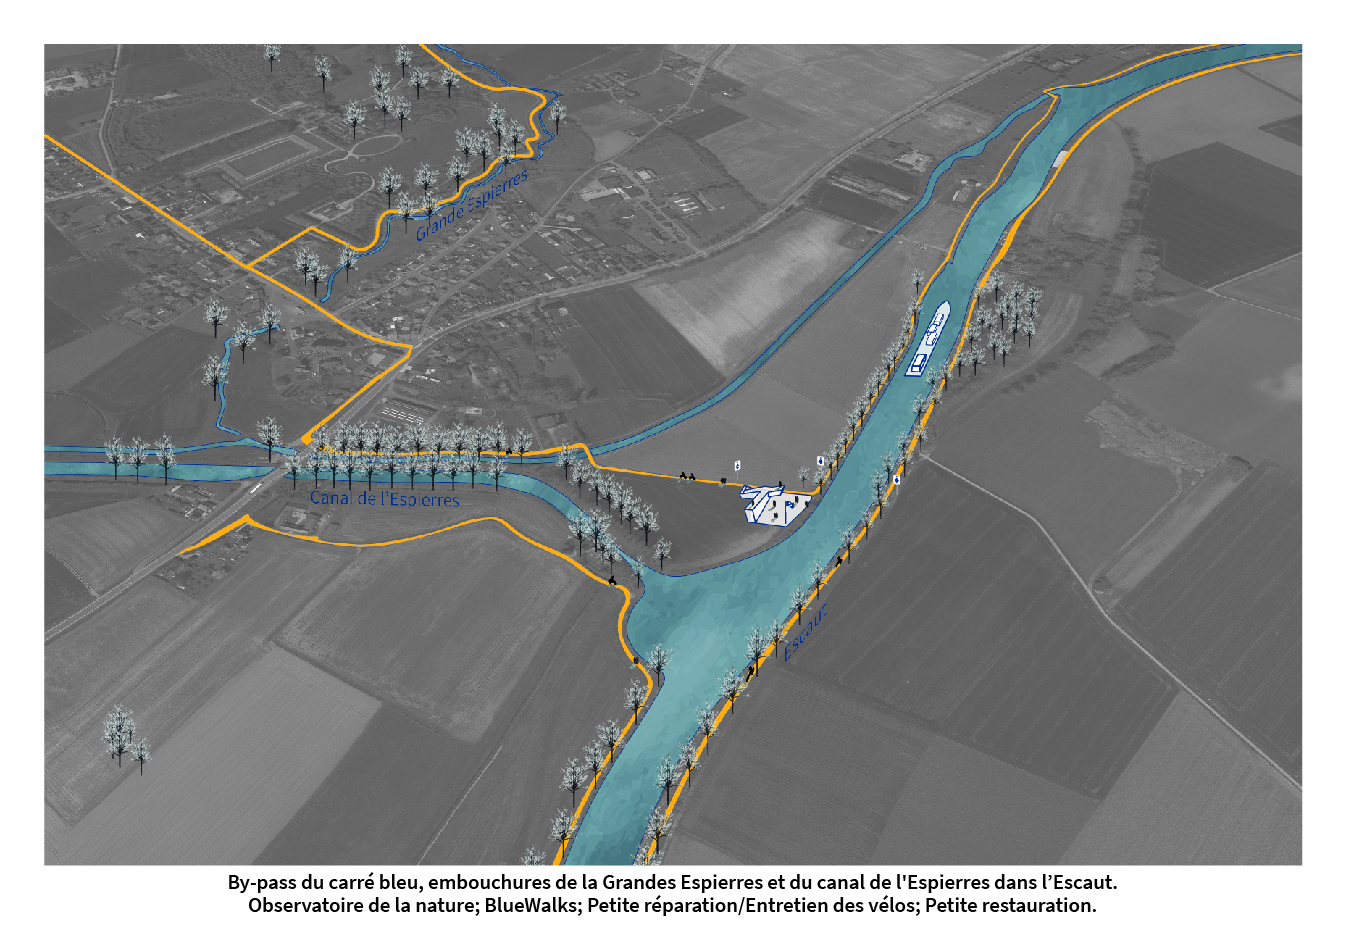 Grande Espierres
Canal de l'Espierres
Escaut
By-pass du carré bleu, embouchures de la Grandes Espierres et du canal de l'Espierres dans l’Escaut.
Observatoire de la nature; BlueWalks; Petite réparation/Entretien des vélos; Petite restauration.